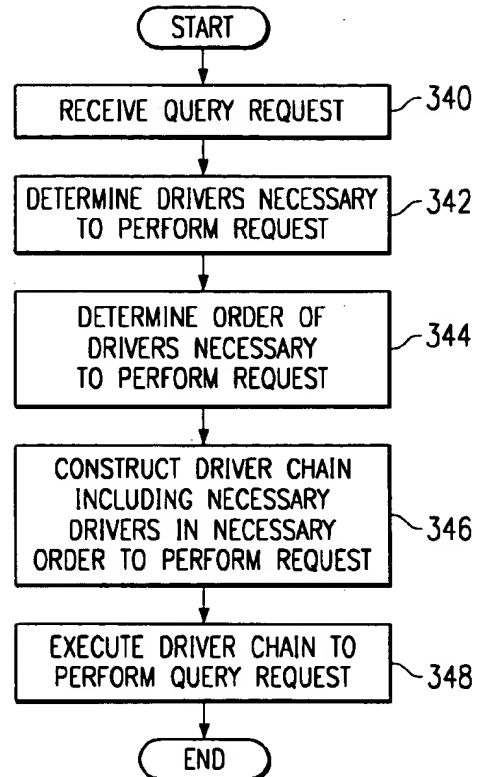 START
RECEIVE QUERY REQUEST
340
DETERMINE DRIVERS NECESSARY
TO PERFORM REQUEST
342
DETERMINE ORDER OF
DRIVERS NECESSARY
TO PERFORM REQUEST
344
CONSTRUCT DRIVER CHAIN
INCLUDING NECESSARY
DRIVERS IN NECESSARY
ORDER TO PERFORM REQUEST
346
EXECUTE DRIVER CHAIN TO
PERFORM QUERY REQUEST
348
END